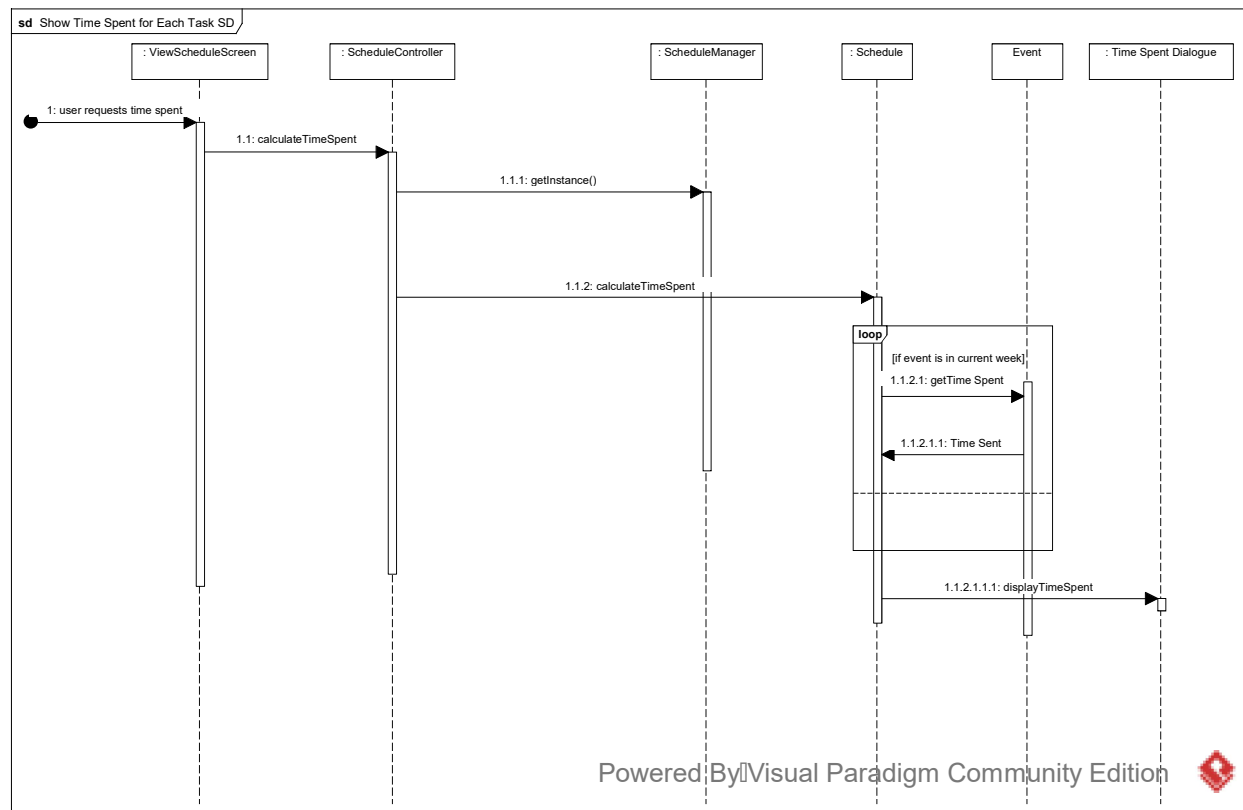 sd Show Time Spent for Each Task SD
: ViewScheduleScreen
: ScheduleController
: ScheduleManager
: Schedule
Event
: Time Spent Dialogue
1: user requests time spent
1.1: calculateTimeSpent
1.1.1: getInstance()
1.1.2: calculateTimeSpent
loop
[if event is in current week]
1.1.2.1: getTime Spent
1.1.2.1.1: Time Sent
1.1.2.1.1.1: displayTimeSpent
Powered By Visual Paradigm Community Edition